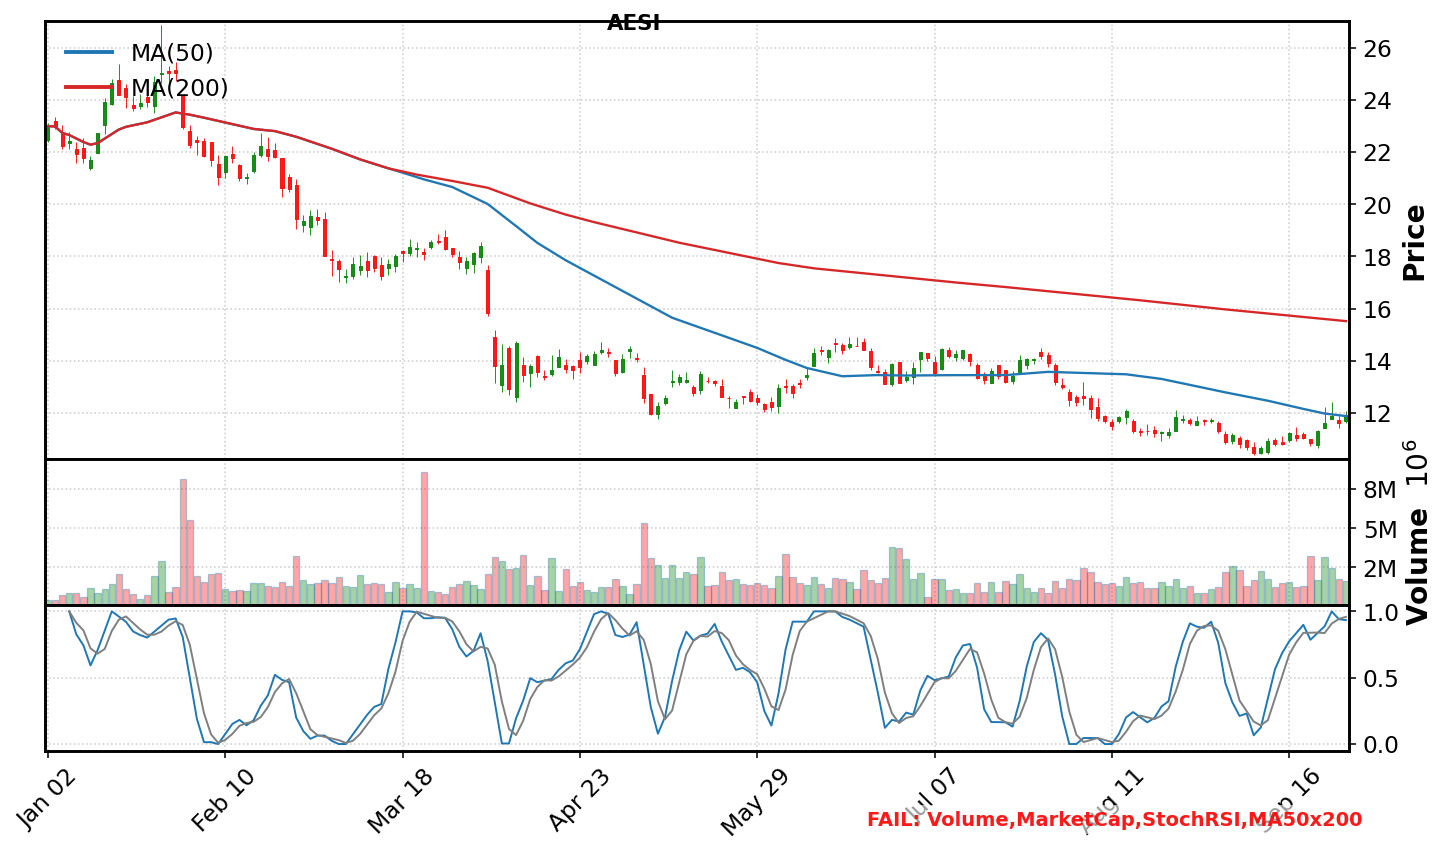 AESI
MA(50)
MA(200)
26
24
22
20
18
16
14
12
Price
8M
5M
2M
Volume 10⁶
1.0
0.5
0.0
Jan 02
Feb 10
Mar 18
Apr 23
May 29
Jul 07
Aug 11
Sep 16
FAIL: Volume,Marketcap,StochRSI,MA50x200